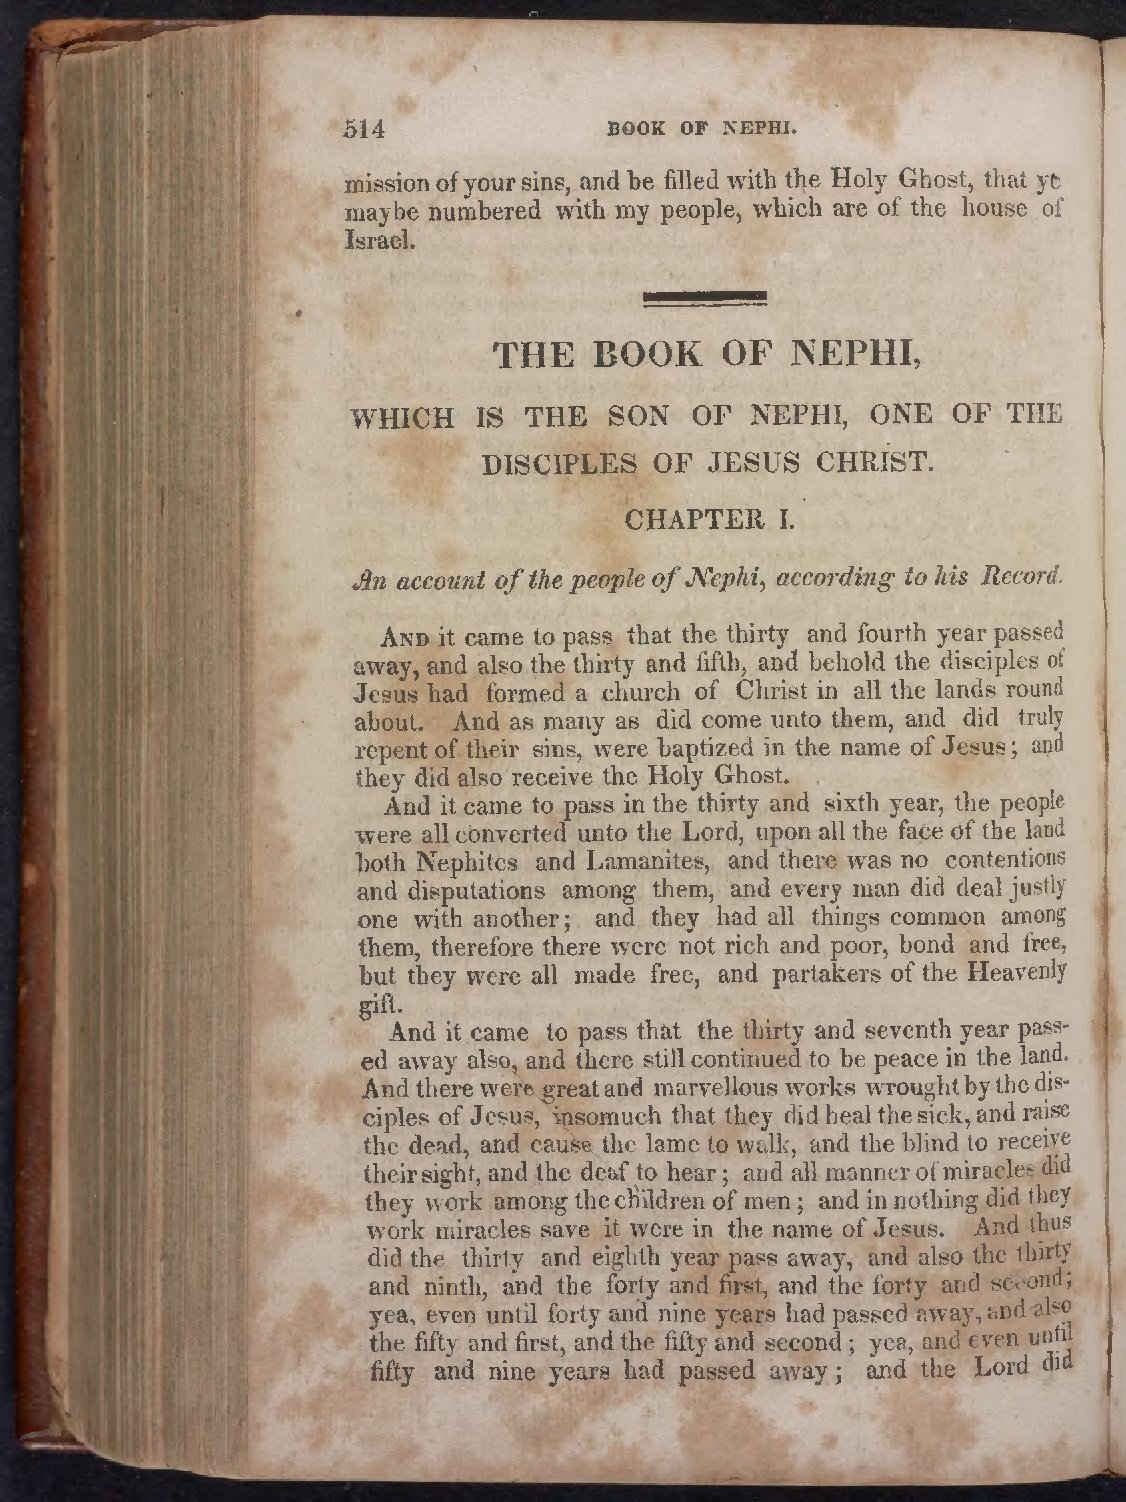 514 BOOK OF NEPHI.
mission of your sins, and be filled with the Holy Ghost, that ye
maybe numbered with my people, which are of the house of
Israel.
THE BOOK OF NEPHI,
WHICH IS THE SON OF NEPHI, ONE OF THE
DISCIPLES OF JESUS CHRIST.
CHAPTER I.
An account of the people of Nephi, according to his Record.
AND it came to pass that the thirty and fourth year passed
away, and also the thirty and fifth, and behold the disciples of
Jesus had formed a church of Christ in all the lands round
about. And as many as did come unto them, and did truly
repent of their sins, were baptized in the name of Jesus; and
they did also receive the Holy Ghost.
And it came to pass in the thirty and sixth year, the people
were all converted unto the Lord, upon all the face of the land
both Nephites and Lamanites, and there was no contentions
and disputations among them, and every man did deal justly
one with another; and they had all things common among
them, therefore there were not rich and poor, bond and free,
but they were all made free, and partakers of the Heavenly
gift.
And it came to pass that the thirty and seventh year pass-
ed away also, and there still continued to be peace in the land.
And there were great and marvellous works wrought by the dis-
ciples of Jesus, insomuch that they did heal the sick, and raise
the dead, and cause the lame to walk, and the blind to receive
their sight, and the deaf to hear; and all manner of miracles did
they work among the children of men; and in nothing did they
work miracles save it were in the name of Jesus. And thus
did the thirty and eighth year pass away, and also the thirty
and ninth, and the forty and first, and the forty and second;
yea, even until forty and nine years had passed away, and also
the fifty and first, and the fifty and second; yea, and even until
fifty and nine years had passed away; and the Lord did